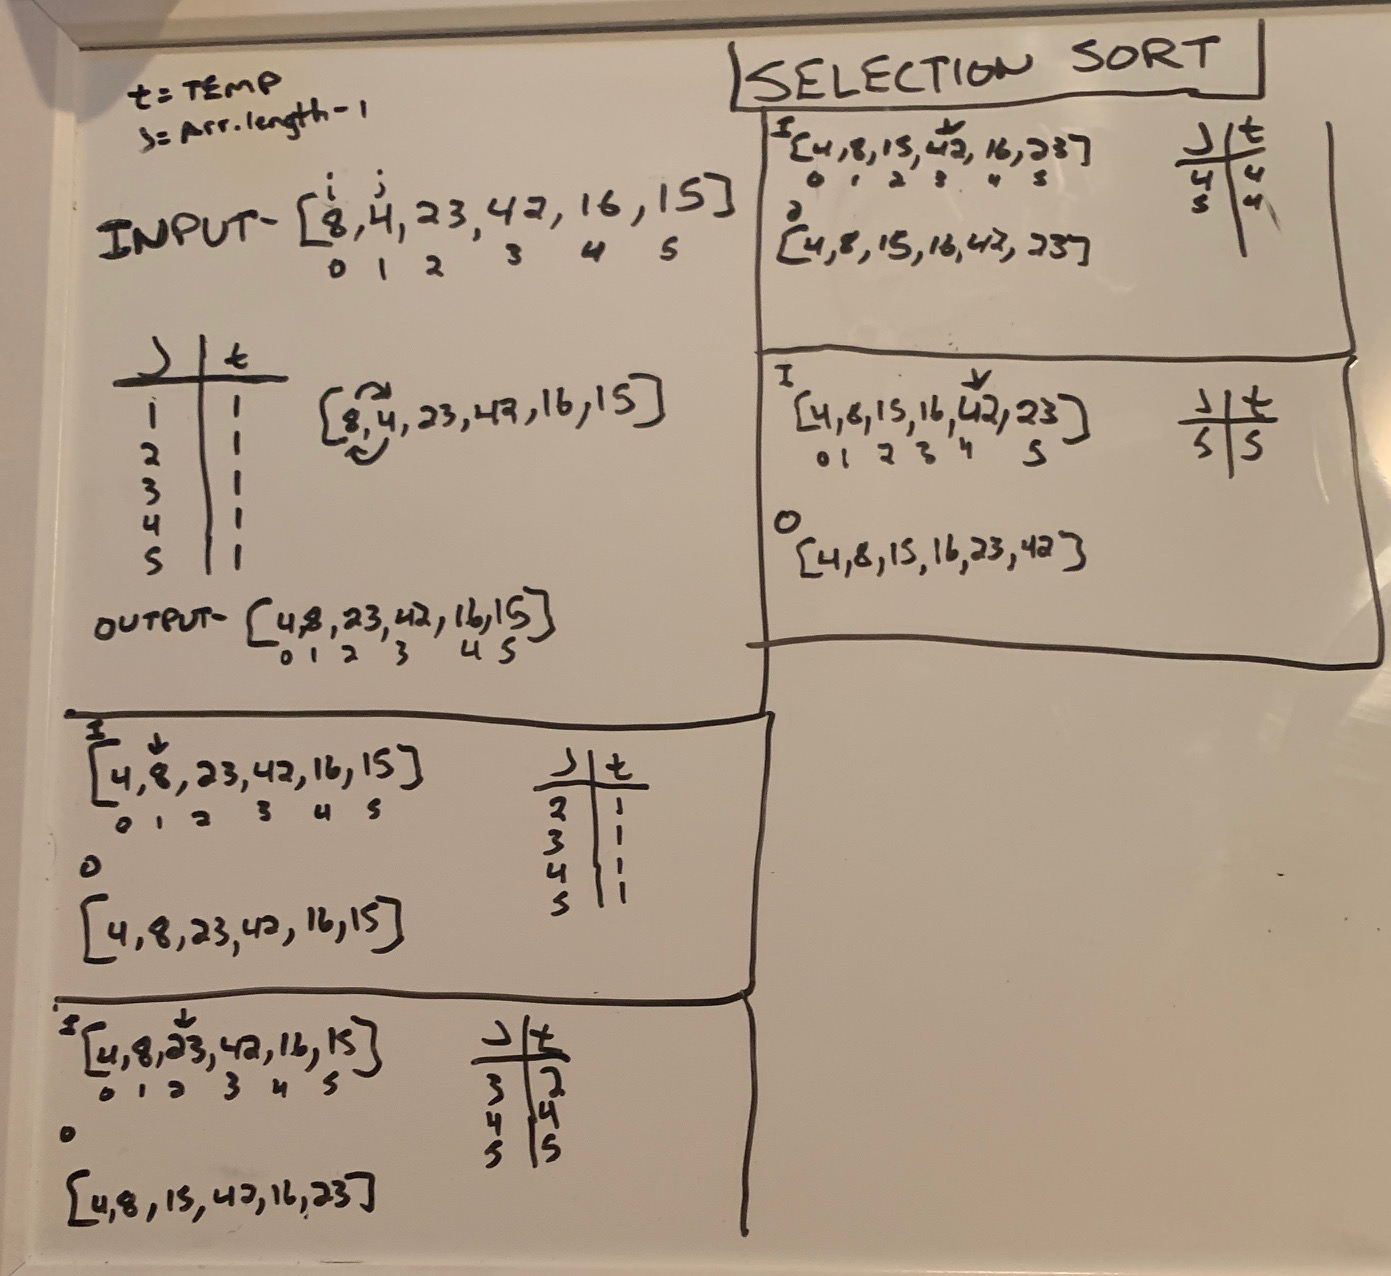 t = TEMP
J = Arr.length-1
i j
INPUT- [8,4,23,42,16,15]
0 1 2 3 4 5
J t
1 1
2 1
3 1
4 1
5 1
[8,4,23,42,16,15]
OUTPUT- [4,8,23,42,16,15]
0 1 2 3 4 5
I
[4,8,23,42,16,15]
0 1 2 3 4 5
J t
2 1
3 1
4 1
5 1
O
[4,8,23,42,16,15]
I [4,8,23,42,16,15]
0 1 2 3 4 5
J t
3 2
4 4
5 5
O
[4,8,15,42,16,23]
SELECTION SORT
I [4,8,15,42,16,23]
0 1 2 3 4 5
J t
4 4
5 4
O
[4,8,15,16,42,23]
I
[4,8,15,16,42,23]
0 1 2 3 4 5
J t
5 5
O
[4,8,15,16,23,42]